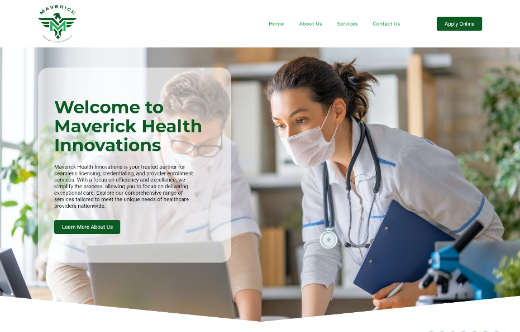 MAVERICK
Home
About Us
Services
Contact Us
Apply Online
Welcome to
Maverick Health
Innovations
Maverick Health Innovations is your trusted partner for
seamless licensing, credentialing, and provider enrollment
services. With a focus on efficiency and excellence, we
simplify the process, allowing you to focus on delivering
exceptional care. Explore our comprehensive range of
services tailored to meet the unique needs of healthcare
providers nationwide.
Learn More About Us